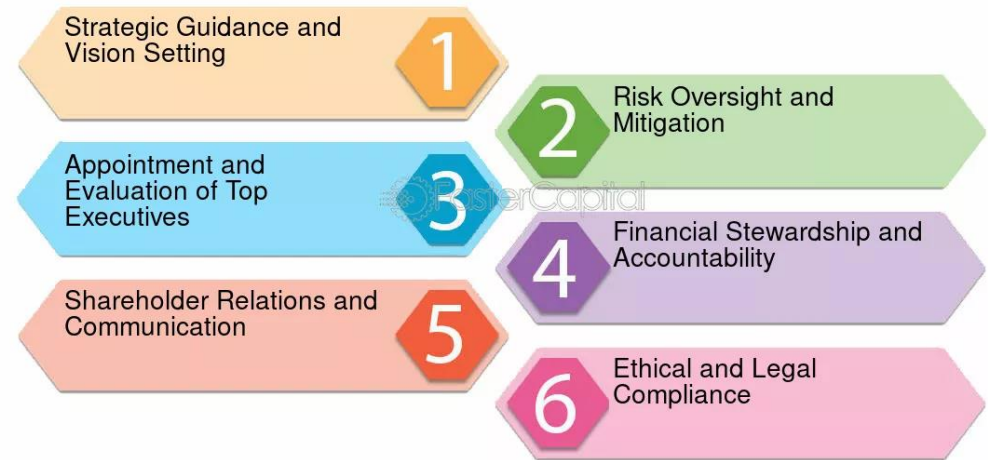 Strategic Guidance and
Vision Setting
1
2
Risk Oversight and
Mitigation
Appointment and
Evaluation of Top
Executives
3
FasterCapital
4
Financial Stewardship and
Accountability
Shareholder Relations and
Communication
5
6
Ethical and Legal
Compliance